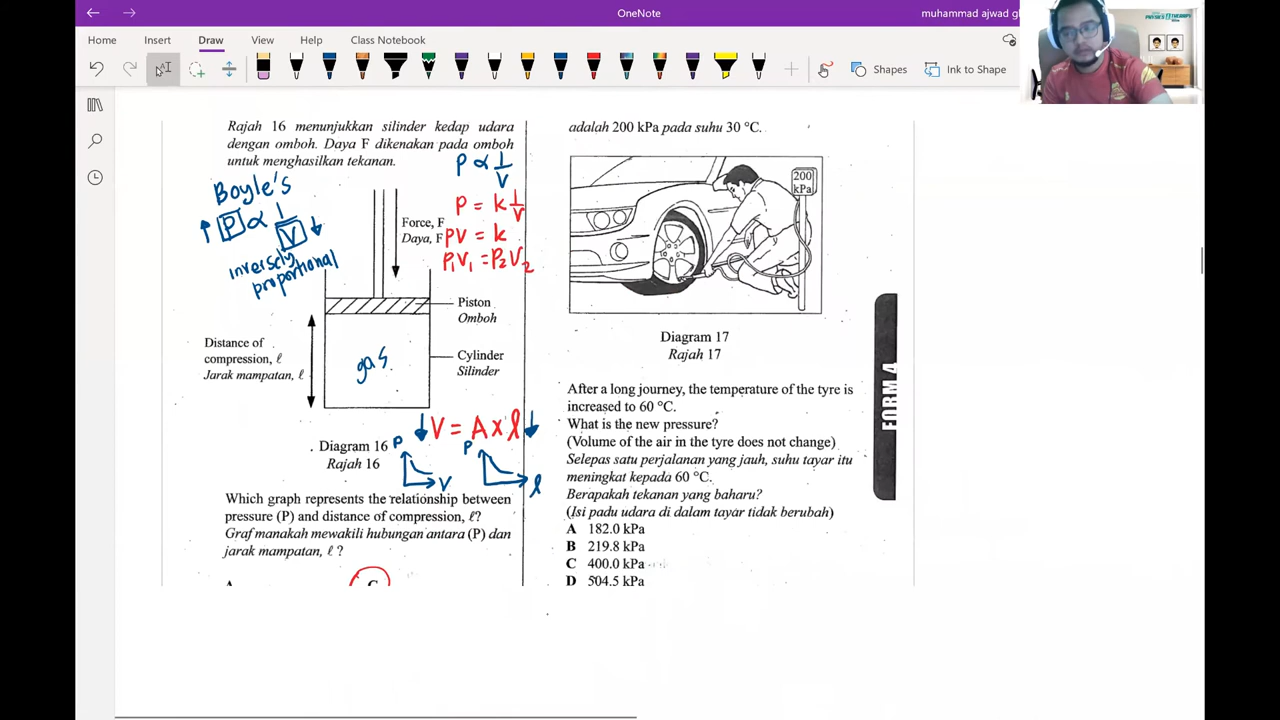 OneNote
muhammad ajwad gh
PHYSICS THERAPY
Home Insert Draw View Help Class Notebook
Shapes Ink to Shape
Rajah 16 menunjukkan silinder kedap udara
dengan omboh. Daya F dikenakan pada omboh
untuk menghasilkan tekanan.
Boyle's
↑ P ∝ 1/V ↓
inversely
proportional
P ∝ 1/V
P = k 1/V
PV = k
P₁V₁ = P₂V₂
Force, F
Daya, F
Piston
Omboh
Distance of
compression, ℓ
Jarak mampatan, ℓ
gas
Cylinder
Silinder
↓ V = A x ℓ ↓
Diagram 16
Rajah 16
P
V
P
ℓ
Which graph represents the relationship between
pressure (P) and distance of compression, ℓ?
Graf manakah mewakili hubungan antara (P) dan
jarak mampatan, ℓ ?
adalah 200 kPa pada suhu 30 °C.
200
kPa
Diagram 17
Rajah 17
After a long journey, the temperature of the tyre is
increased to 60 °C.
What is the new pressure?
(Volume of the air in the tyre does not change)
Selepas satu perjalanan yang jauh, suhu tayar itu
meningkat kepada 60 °C.
Berapakah tekanan yang baharu?
(Isi padu udara di dalam tayar tidak berubah)
A 182.0 kPa
B 219.8 kPa
C 400.0 kPa
D 504.5 kPa
FORM 4